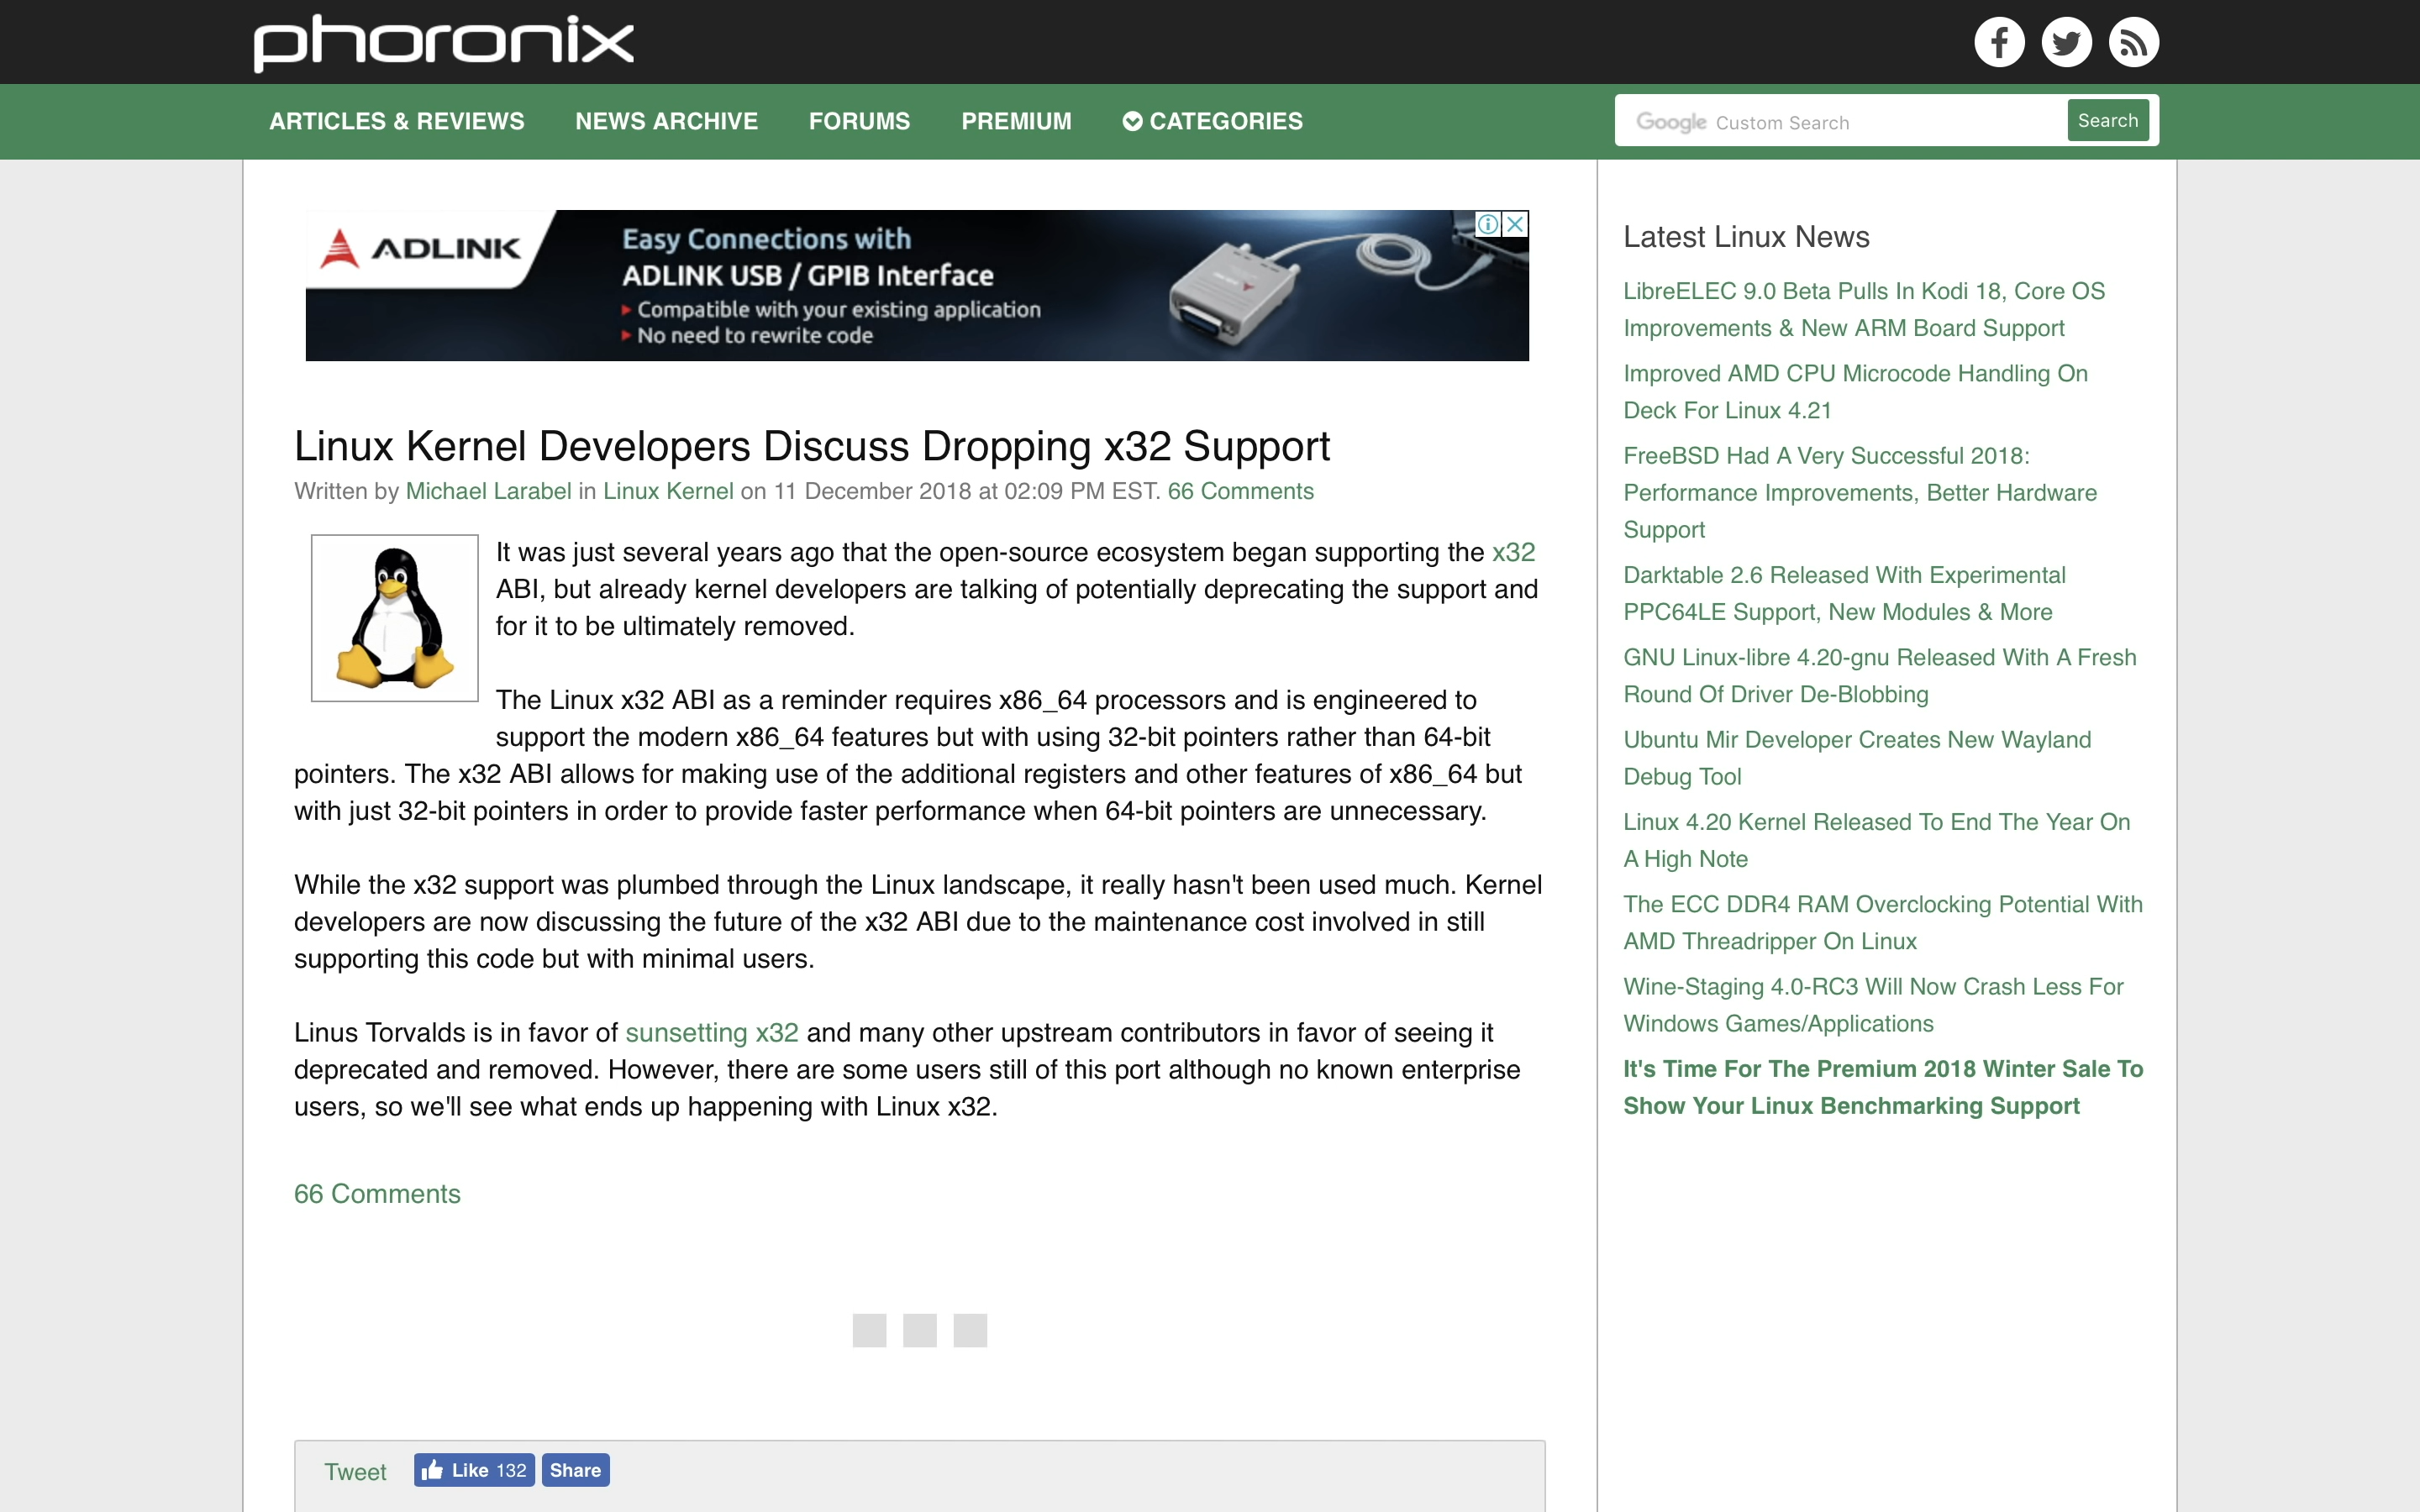 phoronix
ARTICLES & REVIEWS
NEWS ARCHIVE
FORUMS
PREMIUM
CATEGORIES
Google Custom Search
Search
ADLINK
Easy Connections with
ADLINK USB / GPIB Interface
Compatible with your existing application
No need to rewrite code
Linux Kernel Developers Discuss Dropping x32 Support
Written by Michael Larabel in Linux Kernel on 11 December 2018 at 02:09 PM EST. 66 Comments
It was just several years ago that the open-source ecosystem began supporting the x32
ABI, but already kernel developers are talking of potentially deprecating the support and
for it to be ultimately removed.
The Linux x32 ABI as a reminder requires x86_64 processors and is engineered to
support the modern x86_64 features but with using 32-bit pointers rather than 64-bit
pointers. The x32 ABI allows for making use of the additional registers and other features of x86_64 but
with just 32-bit pointers in order to provide faster performance when 64-bit pointers are unnecessary.
While the x32 support was plumbed through the Linux landscape, it really hasn't been used much. Kernel
developers are now discussing the future of the x32 ABI due to the maintenance cost involved in still
supporting this code but with minimal users.
Linus Torvalds is in favor of sunsetting x32 and many other upstream contributors in favor of seeing it
deprecated and removed. However, there are some users still of this port although no known enterprise
users, so we'll see what ends up happening with Linux x32.
66 Comments
Tweet
Like 132
Share
Latest Linux News
LibreELEC 9.0 Beta Pulls In Kodi 18, Core OS
Improvements & New ARM Board Support
Improved AMD CPU Microcode Handling On
Deck For Linux 4.21
FreeBSD Had A Very Successful 2018:
Performance Improvements, Better Hardware
Support
Darktable 2.6 Released With Experimental
PPC64LE Support, New Modules & More
GNU Linux-libre 4.20-gnu Released With A Fresh
Round Of Driver De-Blobbing
Ubuntu Mir Developer Creates New Wayland
Debug Tool
Linux 4.20 Kernel Released To End The Year On
A High Note
The ECC DDR4 RAM Overclocking Potential With
AMD Threadripper On Linux
Wine-Staging 4.0-RC3 Will Now Crash Less For
Windows Games/Applications
It's Time For The Premium 2018 Winter Sale To
Show Your Linux Benchmarking Support